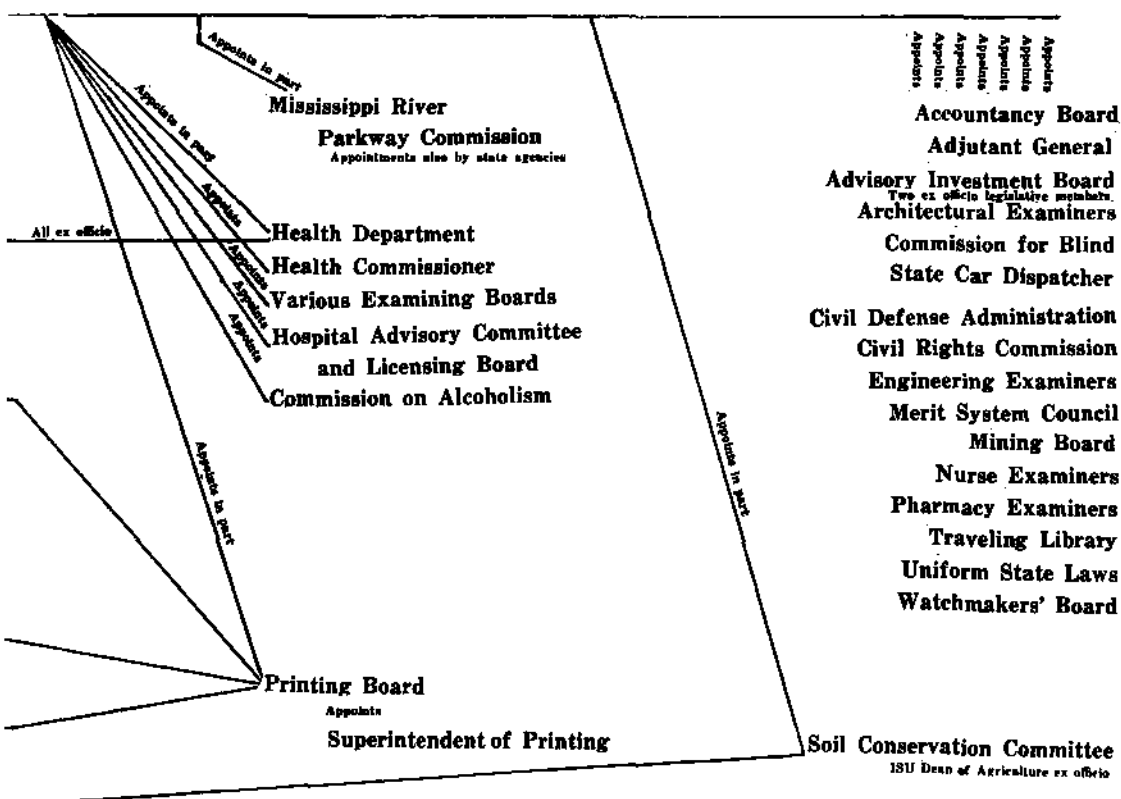 Appoints in part
Mississippi River
Parkway Commission
Appointments also by state agencies
Appoints in part
Appoints
Appoints
Appoints
Appoints
All ex officio
Health Department
Health Commissioner
Various Examining Boards
Hospital Advisory Committee
and Licensing Board
Commission on Alcoholism
Appoints in part
Printing Board
Appoints
Superintendent of Printing
Appoints in part
Soil Conservation Committee
ISU Dean of Agriculture ex officio
Appoints
Appoints
Appoints
Appoints
Appoints
Appoints
Appoints
Accountancy Board
Adjutant General
Advisory Investment Board
Two ex officio legislative members.
Architectural Examiners
Commission for Blind
State Car Dispatcher
Civil Defense Administration
Civil Rights Commission
Engineering Examiners
Merit System Council
Mining Board
Nurse Examiners
Pharmacy Examiners
Traveling Library
Uniform State Laws
Watchmakers' Board